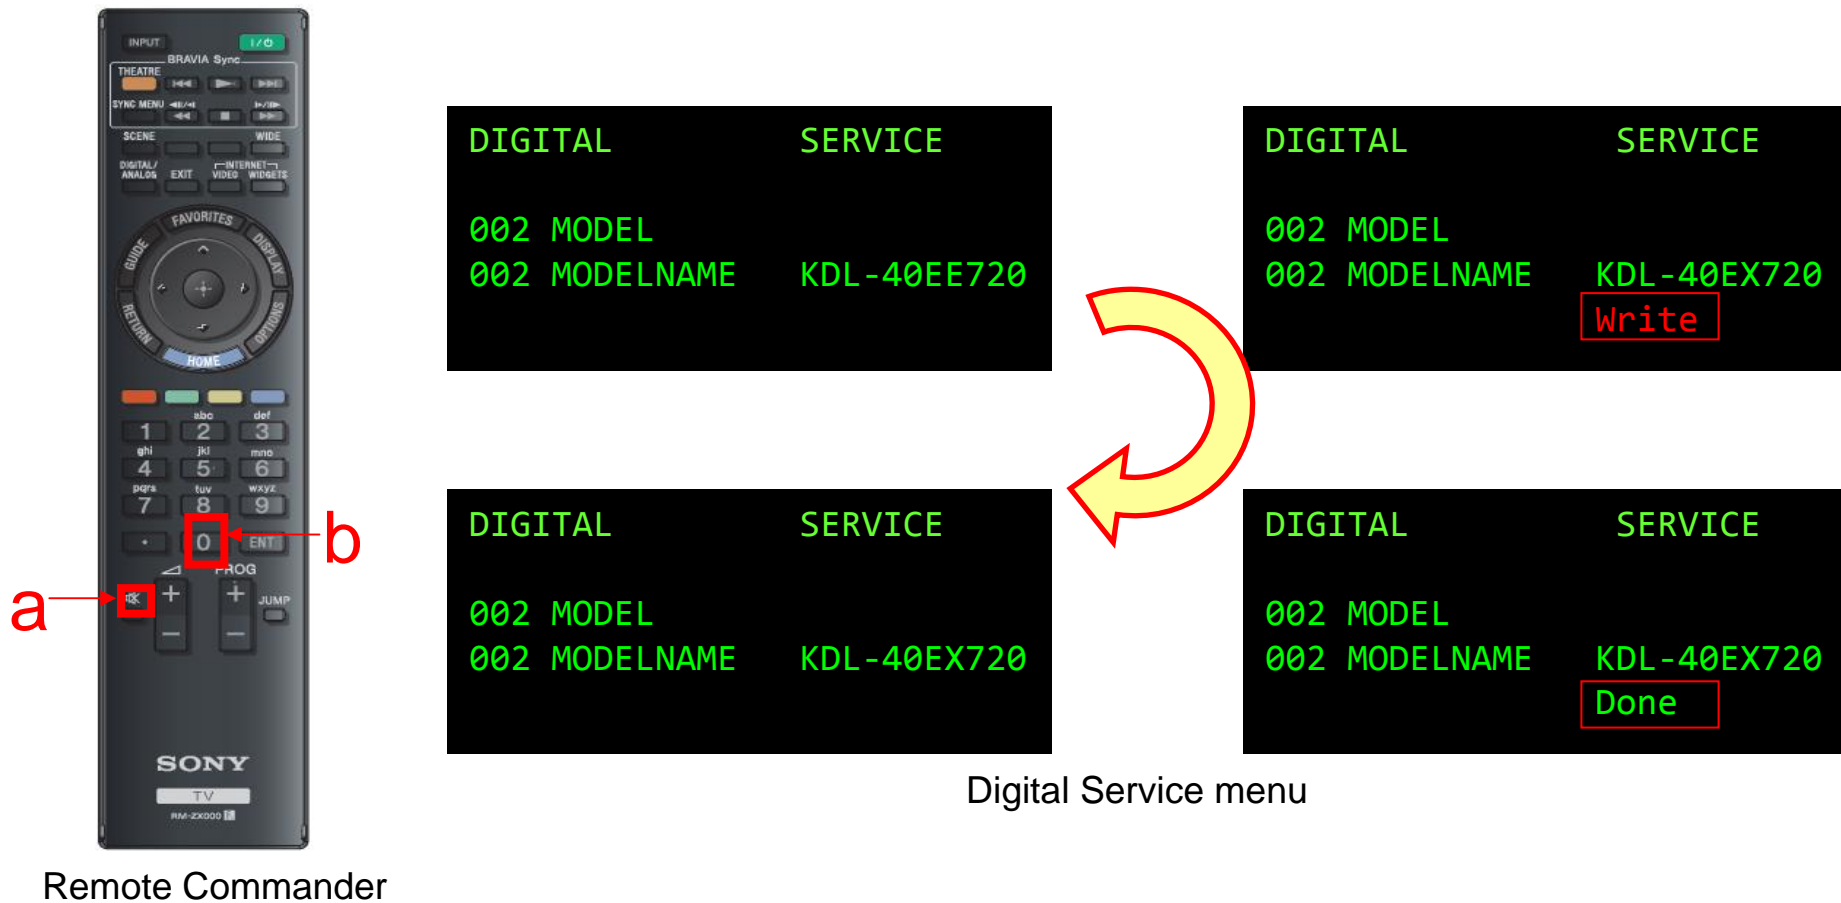 INPUT
I/⏻
BRAVIA Sync
THEATRE
SYNC MENU
SCENE
WIDE
DIGITAL/
ANALOG
EXIT
INTERNET
VIDEO
WIDGETS
FAVORITES
GUIDE
DISPLAY
RETURN
OPTIONS
HOME
abc
def
1
2
3
ghi
jkl
mno
4
5
6
pqrs
tuv
wxyz
7
8
9
.
0
ENT
b
PROG
a
+
+
JUMP
−
−
SONY
TV
RM-ZX000
Remote Commander
DIGITAL SERVICE
002 MODEL
002 MODELNAME KDL-40EE720
DIGITAL SERVICE
002 MODEL
002 MODELNAME KDL-40EX720
Write
DIGITAL SERVICE
002 MODEL
002 MODELNAME KDL-40EX720
DIGITAL SERVICE
002 MODEL
002 MODELNAME KDL-40EX720
Done
Digital Service menu